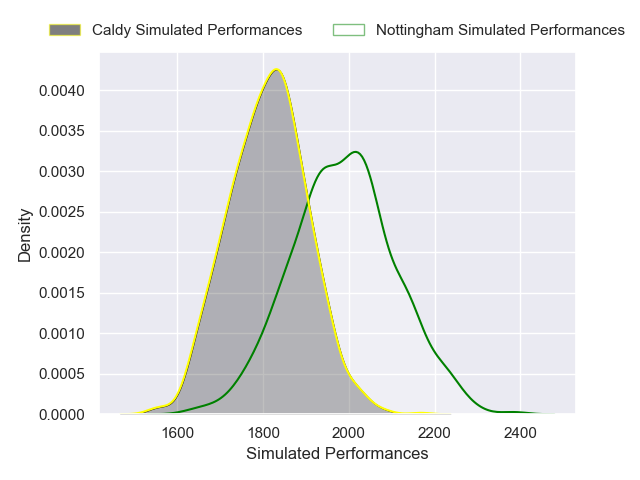 Caldy Simulated Performances
Nottingham Simulated Performances
0.0040
0.0035
0.0030
0.0025
0.0020
0.0015
0.0010
0.0005
0.0000
Density
1600 1800 2000 2200 2400
Simulated Performances